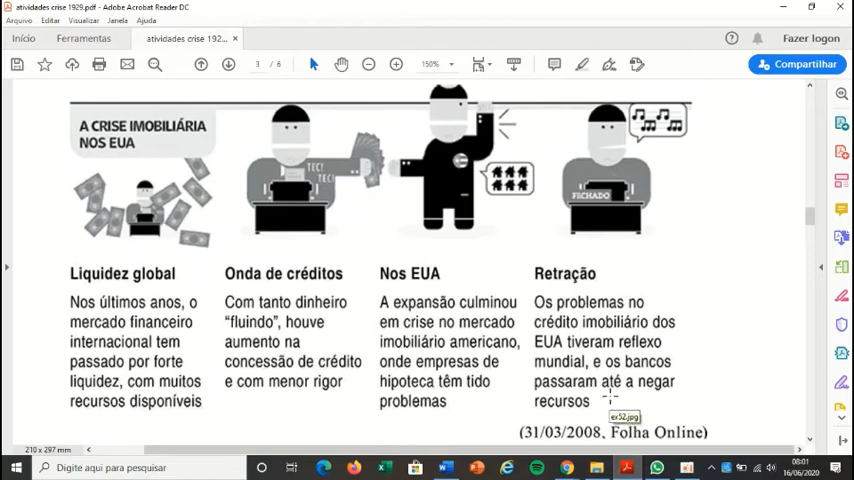 atividades crise 1929.pdf - Adobe Acrobat Reader DC
Arquivo Editar Visualizar Janela Ajuda
Início Ferramentas atividades crise 192... × Fazer logon
3 / 6 150% Compartilhar
A CRISE IMOBILIÁRIA
NOS EUA
TEC!
TEC!
FECHADO
Liquidez global
Nos últimos anos, o
mercado financeiro
internacional tem
passado por forte
liquidez, com muitos
recursos disponíveis
Onda de créditos
Com tanto dinheiro
“fluindo”, houve
aumento na
concessão de crédito
e com menor rigor
Nos EUA
A expansão culminou
em crise no mercado
imobiliário americano,
onde empresas de
hipoteca têm tido
problemas
Retração
Os problemas no
crédito imobiliário dos
EUA tiveram reflexo
mundial, e os bancos
passaram até a negar
recursos
ex52.jpg
(31/03/2008, Folha Online)
210 x 297 mm
Digite aqui para pesquisar
08:01
16/06/2020